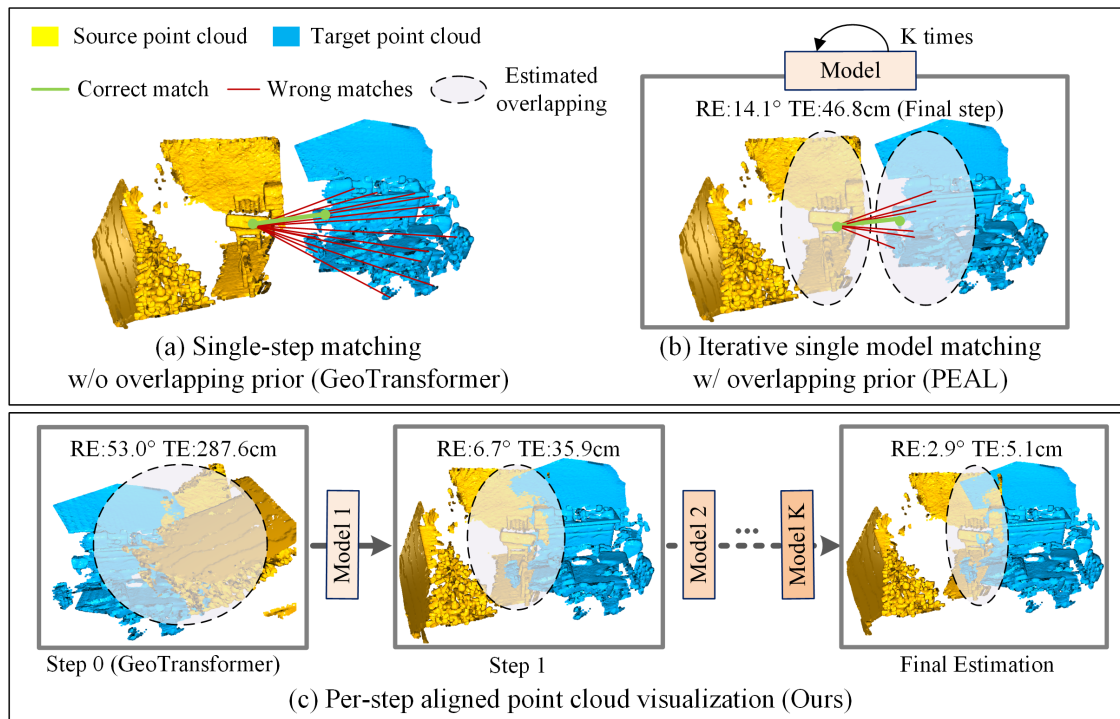 Source point cloud
Target point cloud
Correct match
Wrong matches
Estimated
overlapping
(a) Single-step matching
w/o overlapping prior (GeoTransformer)
K times
Model
RE:14.1° TE:46.8cm (Final step)
(b) Iterative single model matching
w/ overlapping prior (PEAL)
RE:53.0° TE:287.6cm
Step 0 (GeoTransformer)
Model 1
RE:6.7° TE:35.9cm
Step 1
Model 2
...
Model K
RE:2.9° TE:5.1cm
Final Estimation
(c) Per-step aligned point cloud visualization (Ours)